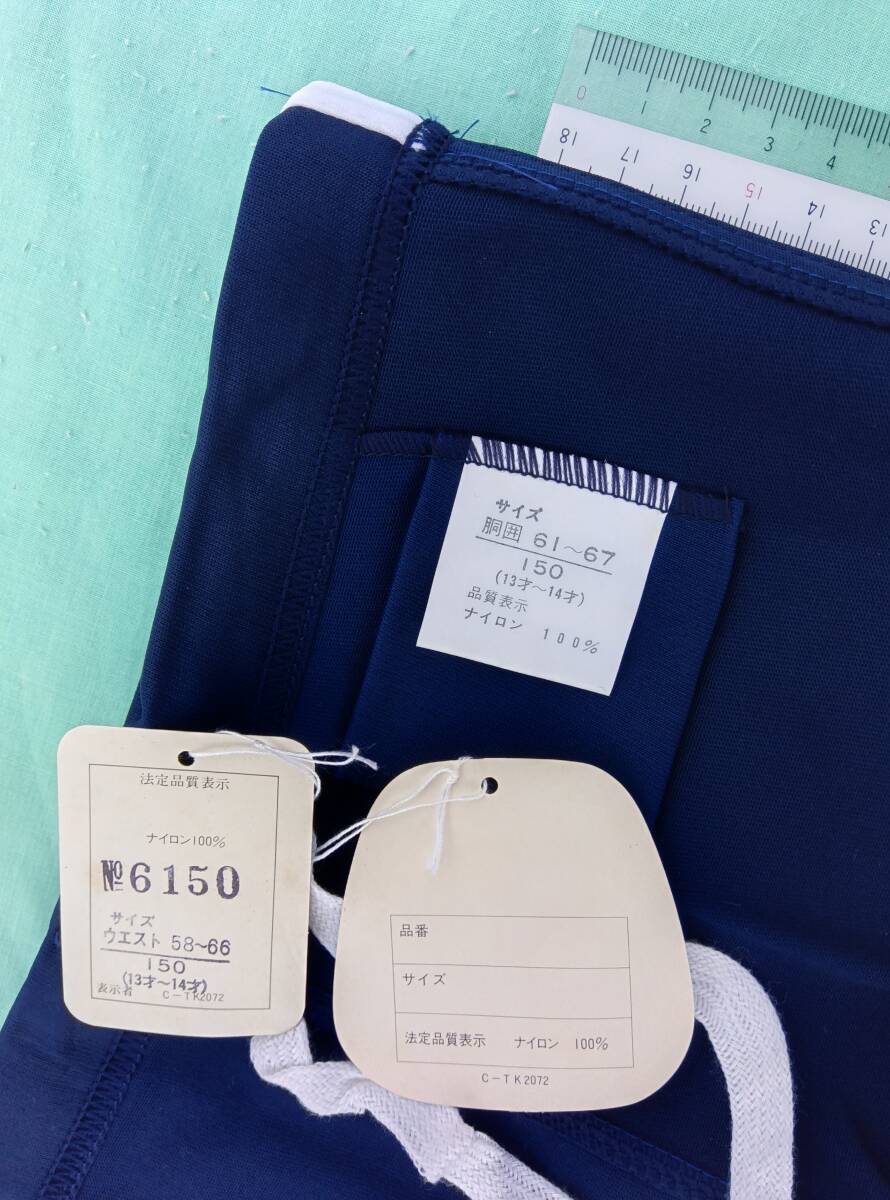 0 1 2 3 4
18 17 16 15 14 13
サイズ
胴囲 61～67
150
(13才～14才)
品質表示
ナイロン 100%
法定品質表示
ナイロン100%
№6150
サイズ
ウエスト 58～66
150
(13才～14才)
表示者 C-TK2072
品番
サイズ
法定品質表示 ナイロン 100%
C-TK2072